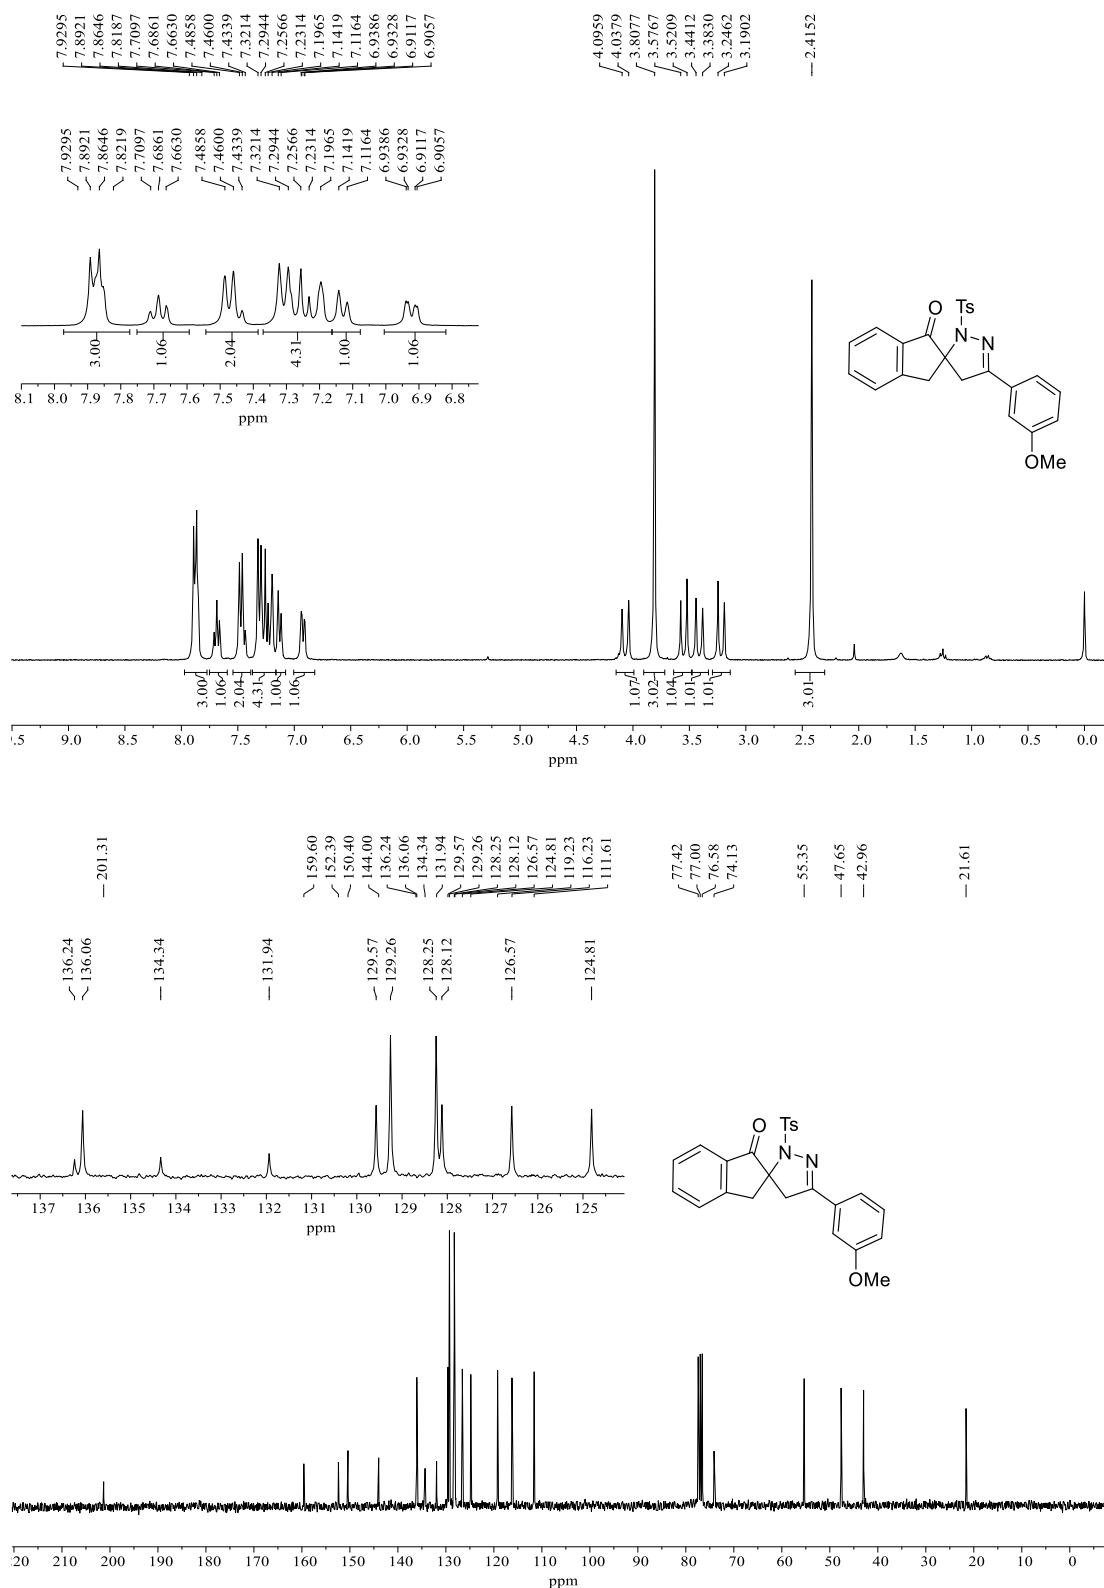 7.9295 7.8921 7.8646 7.8187 7.7097 7.6861 7.6630 7.4858 7.4600 7.4339 7.3214 7.2944 7.2566 7.2314 7.1965 7.1419 7.1164 6.9386 6.9328 6.9117 6.9057
4.0959 4.0379 3.8077 3.5767 3.5209 3.4412 3.3830 3.2462 3.1902
2.4152
7.9295 7.8921 7.8646 7.8219 7.7097 7.6861 7.6630 7.4858 7.4600 7.4339 7.3214 7.2944 7.2566 7.2314 7.1965 7.1419 7.1164 6.9386 6.9328 6.9117 6.9057
3.00 1.06 2.04 4.31 1.00 1.06
8.1 8.0 7.9 7.8 7.7 7.6 7.5 7.4 7.3 7.2 7.1 7.0 6.9 6.8
ppm
O
Ts
N
N
OMe
3.00 1.06 2.04 4.31 1.00 1.06 1.07 3.02 1.04 1.01 1.01 3.01
.5 9.0 8.5 8.0 7.5 7.0 6.5 6.0 5.5 5.0 4.5 4.0 3.5 3.0 2.5 2.0 1.5 1.0 0.5 0.0
ppm
201.31
159.60 152.39 150.40 144.00 136.24 136.06 134.34 131.94 129.57 129.26 128.25 128.12 126.57 124.81 119.23 116.23 111.61
77.42 77.00 76.58 74.13
55.35
47.65
42.96
21.61
136.24 136.06 134.34 131.94 129.57 129.26 128.25 128.12 126.57 124.81
137 136 135 134 133 132 131 130 129 128 127 126 125
ppm
O
Ts
N
N
OMe
20 210 200 190 180 170 160 150 140 130 120 110 100 90 80 70 60 50 40 30 20 10 0
ppm